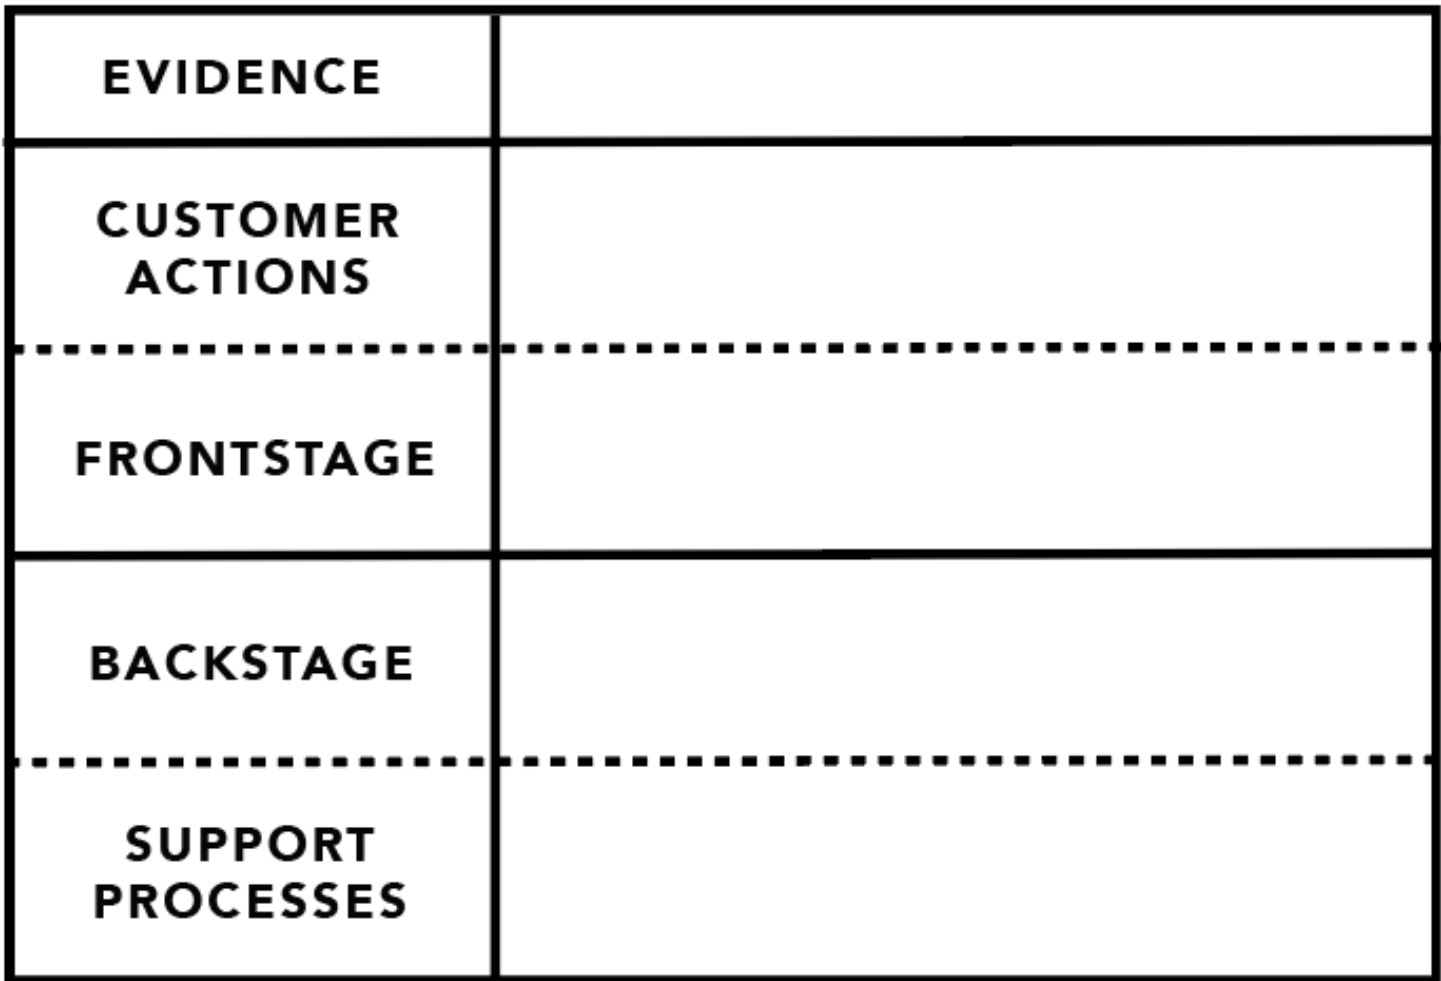 EVIDENCE
CUSTOMER
ACTIONS
FRONTSTAGE
BACKSTAGE
SUPPORT
PROCESSES